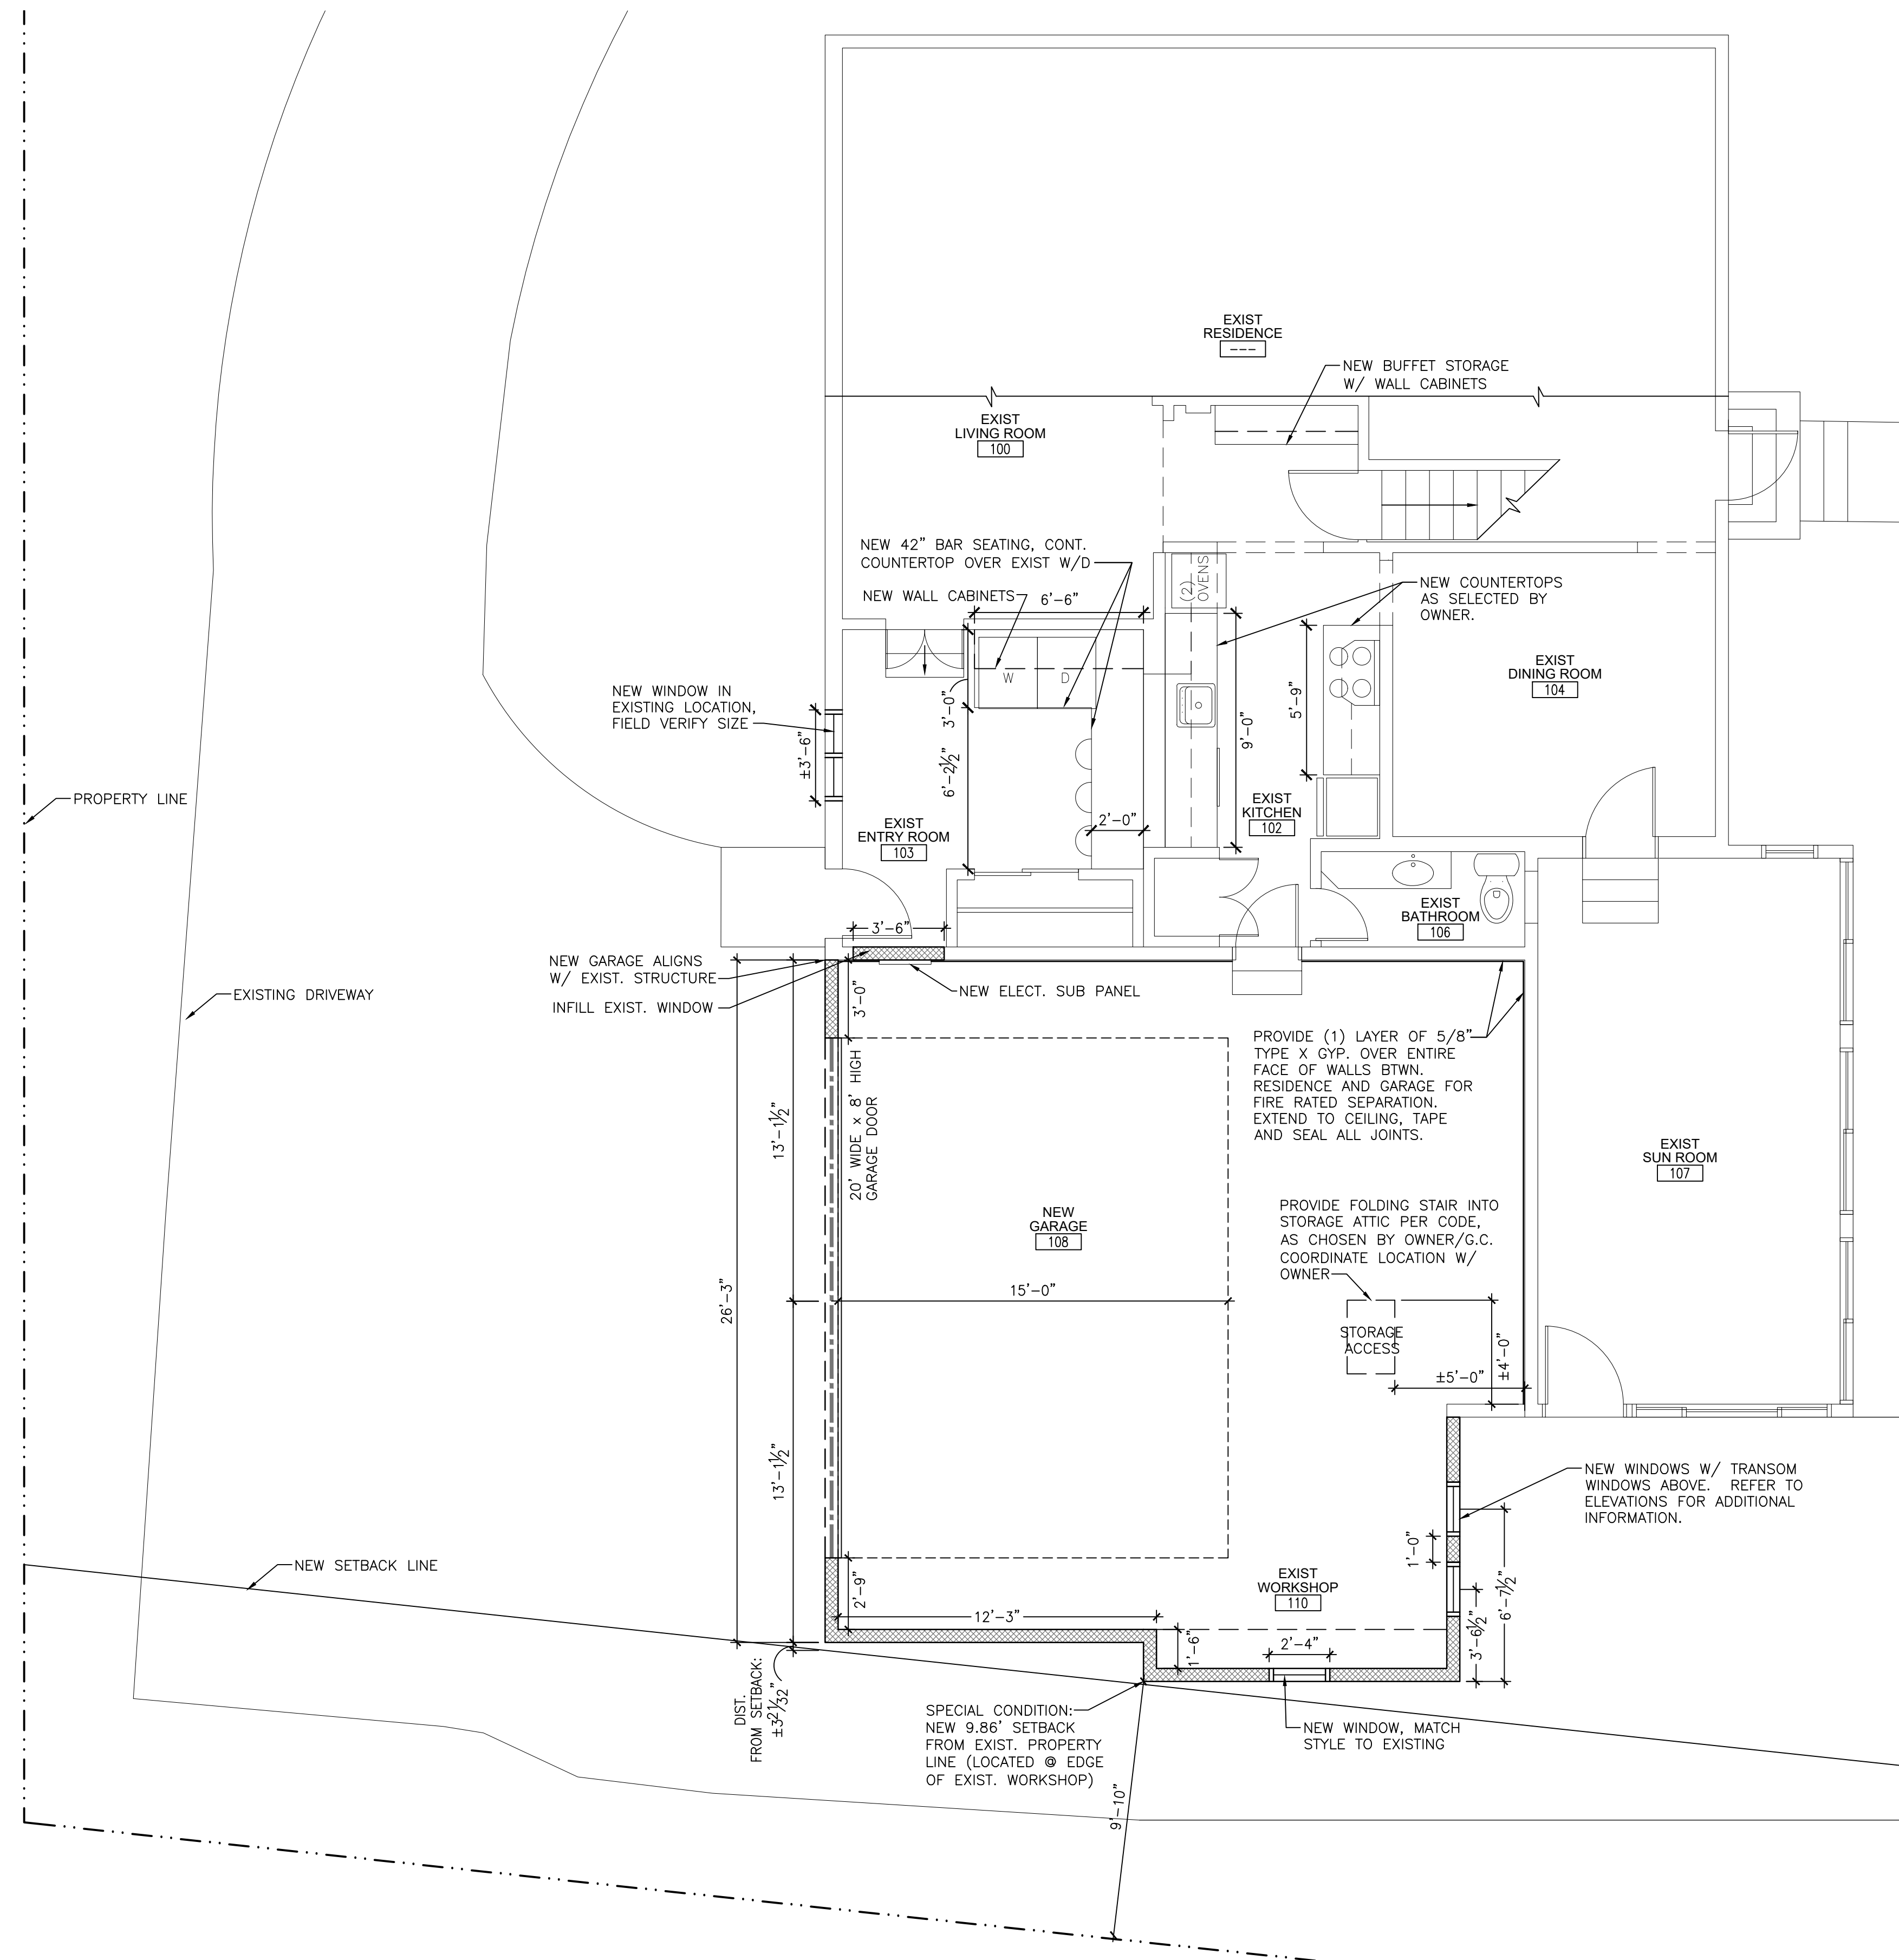 EXIST
RESIDENCE
---
NEW BUFFET STORAGE
W/ WALL CABINETS
EXIST
LIVING ROOM
100
NEW 42" BAR SEATING, CONT.
COUNTERTOP OVER EXIST W/D
NEW WALL CABINETS
6'-6"
(2)
OVENS
NEW COUNTERTOPS
AS SELECTED BY
OWNER.
EXIST
DINING ROOM
104
W
D
NEW WINDOW IN
EXISTING LOCATION,
FIELD VERIFY SIZE
±3'-6"
3'-0"
6'-2½"
9'-0"
5'-9"
PROPERTY LINE
EXIST
ENTRY ROOM
103
2'-0"
EXIST
KITCHEN
102
EXIST
BATHROOM
106
3'-6"
NEW GARAGE ALIGNS
W/ EXIST. STRUCTURE
INFILL EXIST. WINDOW
NEW ELECT. SUB PANEL
EXISTING DRIVEWAY
3'-0"
PROVIDE (1) LAYER OF 5/8"
TYPE X GYP. OVER ENTIRE
FACE OF WALLS BTWN.
RESIDENCE AND GARAGE FOR
FIRE RATED SEPARATION.
EXTEND TO CEILING, TAPE
AND SEAL ALL JOINTS.
20' WIDE x 8' HIGH
GARAGE DOOR
13'-1½"
EXIST
SUN ROOM
107
NEW
GARAGE
108
PROVIDE FOLDING STAIR INTO
STORAGE ATTIC PER CODE,
AS CHOSEN BY OWNER/G.C.
COORDINATE LOCATION W/
OWNER
26'-3"
15'-0"
STORAGE
ACCESS
±4'-0"
±5'-0"
13'-1½"
NEW WINDOWS W/ TRANSOM
WINDOWS ABOVE. REFER TO
ELEVATIONS FOR ADDITIONAL
INFORMATION.
1'-0"
NEW SETBACK LINE
2'-9"
EXIST
WORKSHOP
110
6'-7½"
3'-6½"
12'-3"
1'-6"
2'-4"
DIST.
FROM SETBACK:
±3²¹⁄₃₂"
SPECIAL CONDITION:
NEW 9.86' SETBACK
FROM EXIST. PROPERTY
LINE (LOCATED @ EDGE
OF EXIST. WORKSHOP)
NEW WINDOW, MATCH
STYLE TO EXISTING
9'-10"